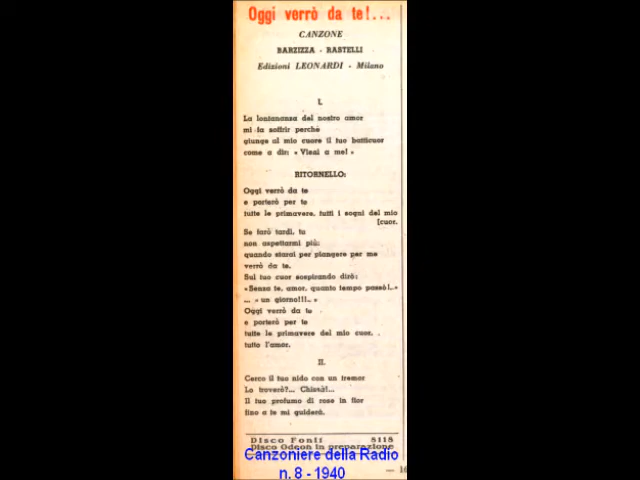 Oggi verrò da te!...
CANZONE
BARZIZZA - RASTELLI
Edizioni LEONARDI - Milano
I.
La lontananza del nostro amor
mi fa soffrir perchè
giunge al mio cuore il tuo batticuor
come a dir: « Vieni a me! »
RITORNELLO:
Oggi verrò da te
e porterò per te
tutte le primavere, tutti i sogni del mio
[cuor.
Se farò tardi, tu
non aspettarmi più:
quando starai per piangere per me
verrò da te.
Sul tuo cuor sospirando dirò:
«Senza te, amor, quanto tempo passò!..»
... « un giorno!!!.. »
Oggi verrò da te
e porterò per te
tutte le primavere del mio cuor,
tutto l'amor.
II.
Cerco il tuo nido con un tremor
Lo troverò?... Chissà!...
Il tuo profumo di rose in fior
fino a te mi guiderà.
Disco Fonit 8118
Disco Odeon in preparazione
Canzoniere della Radio
n. 8 - 1940